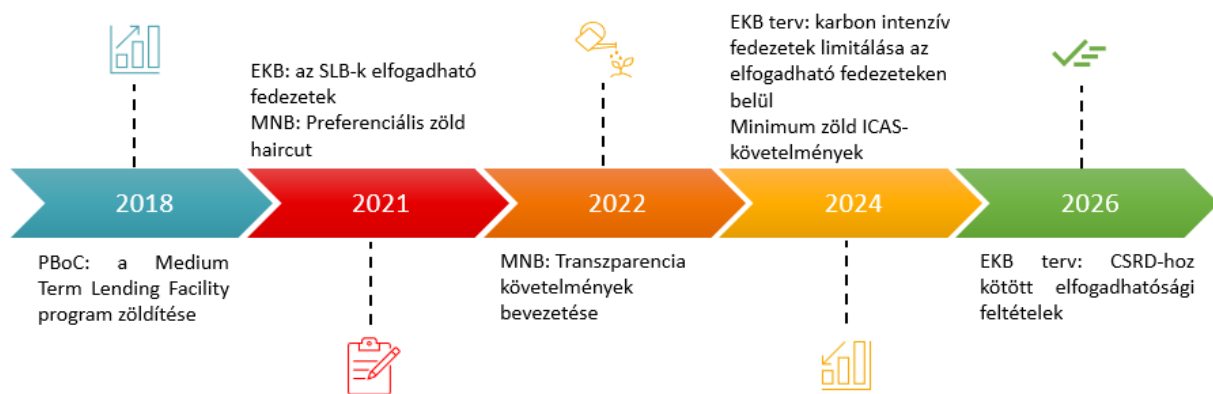 EKB: az SLB-k elfogadható
fedezetek
MNB: Preferenciális zöld
haircut
EKB terv: karbon intenzív
fedezetek limitálása az
elfogadható fedezeteken
belül
Minimum zöld ICAS-
követelmények
2018
2021
2022
2024
2026
PBoC: a Medium
Term Lending Facility
program zöldítése
MNB: Transzparencia
követelmények
bevezetése
EKB terv: CSRD-hoz
kötött elfogadhatósági
feltételek